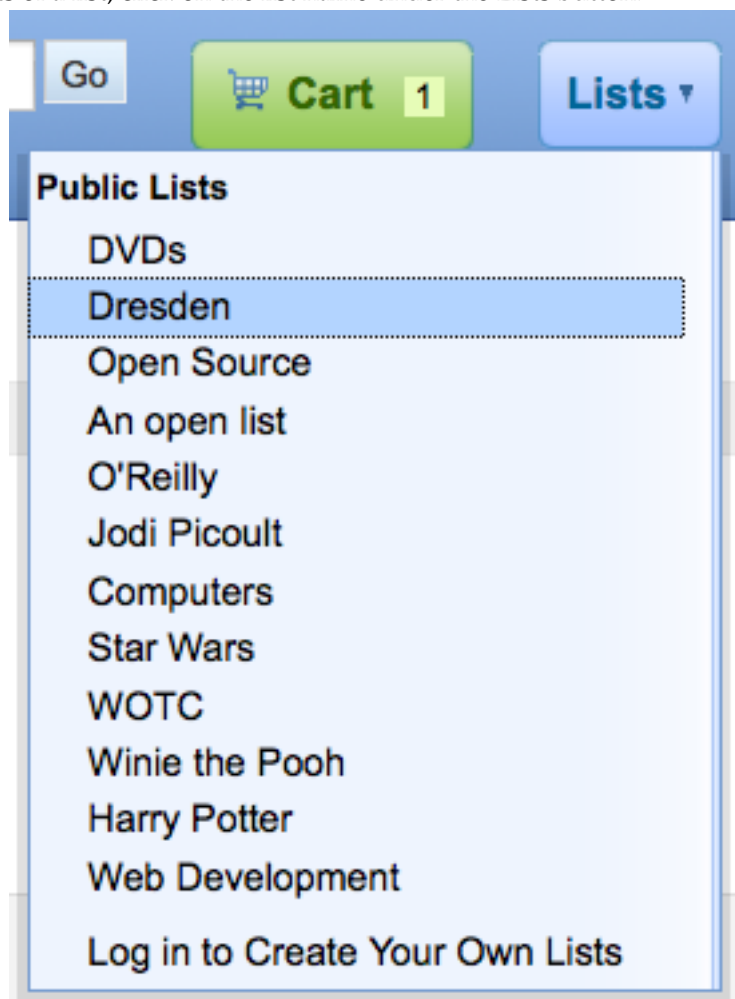 Go Cart 1 Lists
Public Lists
DVDs
Dresden
Open Source
An open list
O'Reilly
Jodi Picoult
Computers
Star Wars
WOTC
Winie the Pooh
Harry Potter
Web Development
Log in to Create Your Own Lists